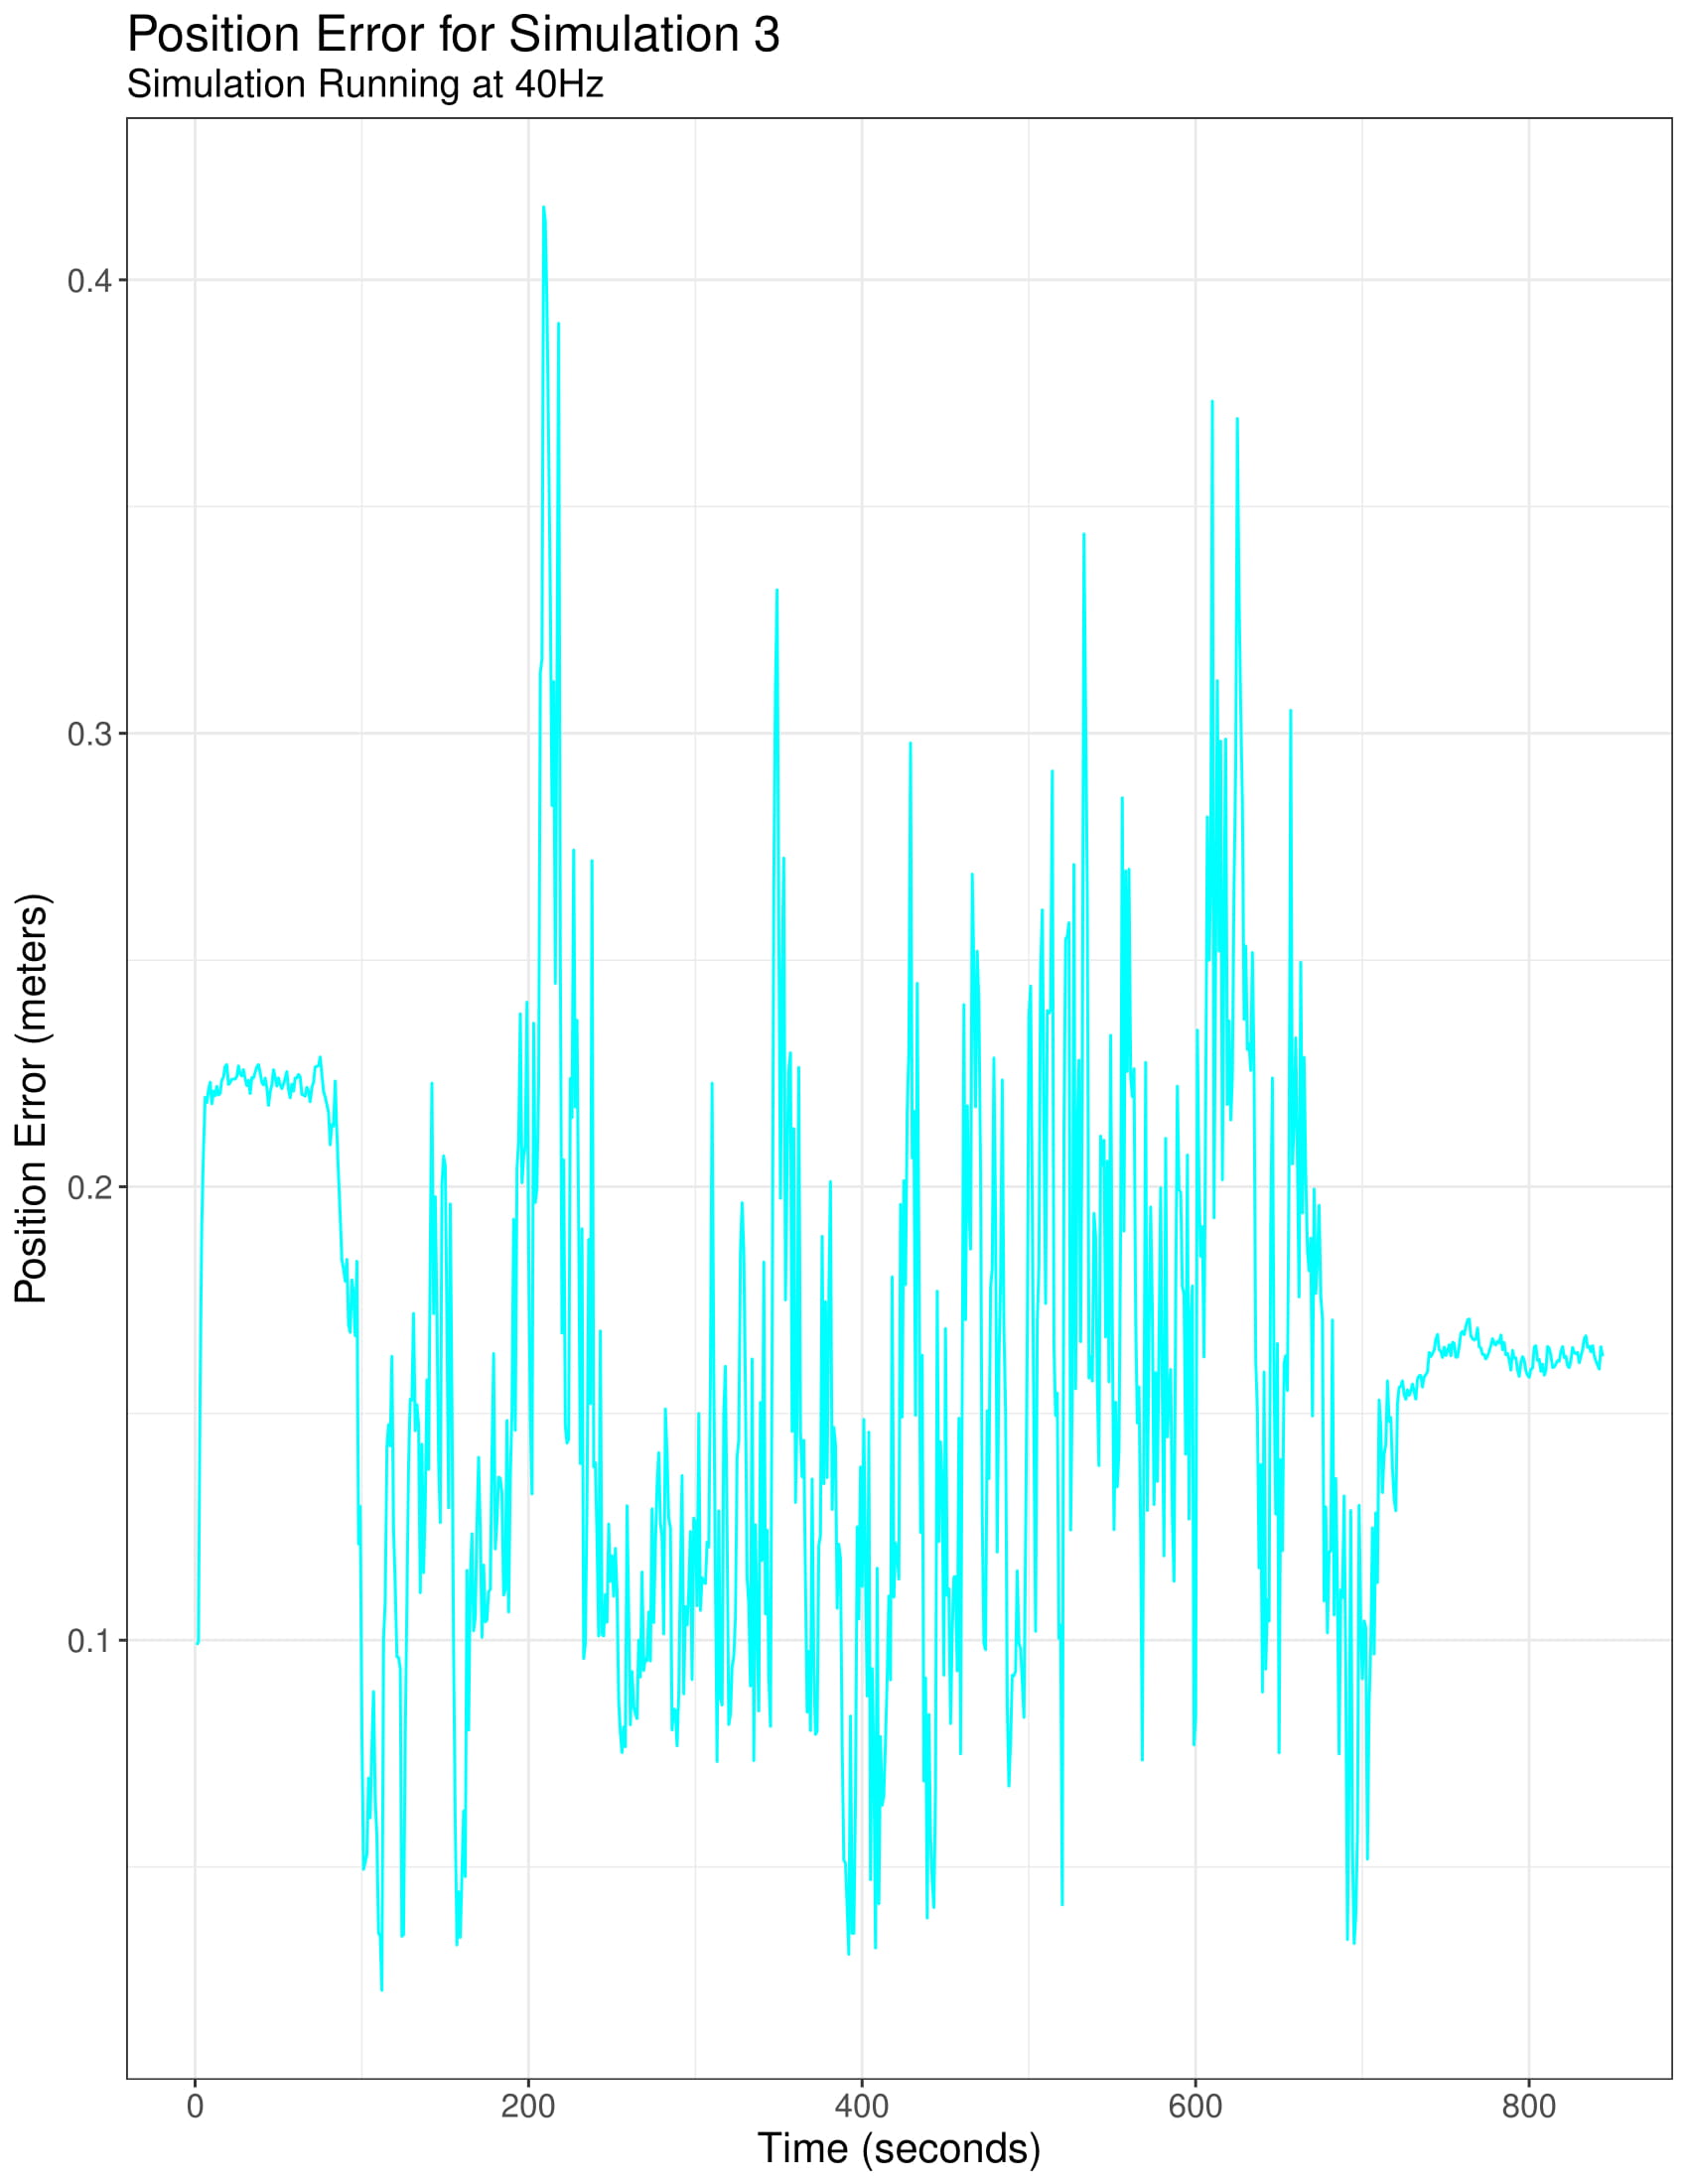 Position Error for Simulation 3
Simulation Running at 40Hz
Position Error (meters)
0.4
0.3
0.2
0.1
0 200 400 600 800
Time (seconds)